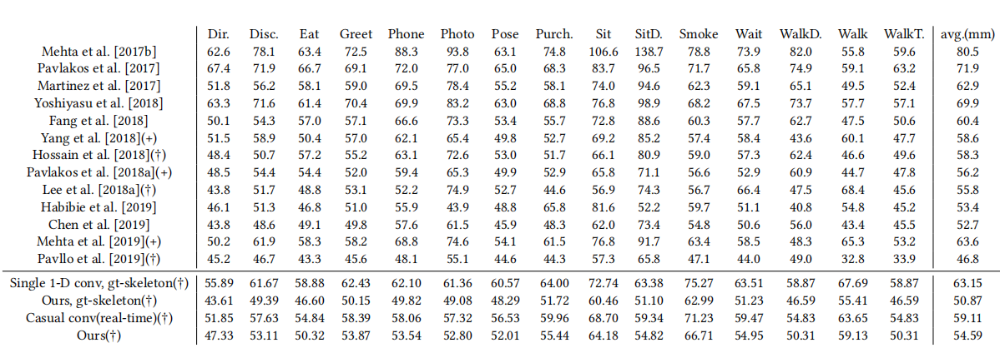 Dir. Disc. Eat Greet Phone Photo Pose Purch. Sit SitD. Smoke Wait WalkD. Walk WalkT. avg.(mm)
Mehta et al. [2017b] 62.6 78.1 63.4 72.5 88.3 93.8 63.1 74.8 106.6 138.7 78.8 73.9 82.0 55.8 59.6 80.5
Pavlakos et al. [2017] 67.4 71.9 66.7 69.1 72.0 77.0 65.0 68.3 83.7 96.5 71.7 65.8 74.9 59.1 63.2 71.9
Martinez et al. [2017] 51.8 56.2 58.1 59.0 69.5 78.4 55.2 58.1 74.0 94.6 62.3 59.1 65.1 49.5 52.4 62.9
Yoshiyasu et al. [2018] 63.3 71.6 61.4 70.4 69.9 83.2 63.0 68.8 76.8 98.9 68.2 67.5 73.7 57.7 57.1 69.9
Fang et al. [2018] 50.1 54.3 57.0 57.1 66.6 73.3 53.4 55.7 72.8 88.6 60.3 57.7 62.7 47.5 50.6 60.4
Yang et al. [2018](+) 51.5 58.9 50.4 57.0 62.1 65.4 49.8 52.7 69.2 85.2 57.4 58.4 43.6 60.1 47.7 58.6
Hossain et al. [2018](†) 48.4 50.7 57.2 55.2 63.1 72.6 53.0 51.7 66.1 80.9 59.0 57.3 62.4 46.6 49.6 58.3
Pavlakos et al. [2018a](+) 48.5 54.4 54.4 52.0 59.4 65.3 49.9 52.9 65.8 71.1 56.6 52.9 60.9 44.7 47.8 56.2
Lee et al. [2018a](†) 43.8 51.7 48.8 53.1 52.2 74.9 52.7 44.6 56.9 74.3 56.7 66.4 47.5 68.4 45.6 55.8
Habibie et al. [2019] 46.1 51.3 46.8 51.0 55.9 43.9 48.8 65.8 81.6 52.2 59.7 51.1 40.8 54.8 45.2 53.4
Chen et al. [2019] 43.8 48.6 49.1 49.8 57.6 61.5 45.9 48.3 62.0 73.4 54.8 50.6 56.0 43.4 45.5 52.7
Mehta et al. [2019](+) 50.2 61.9 58.3 58.2 68.8 74.6 54.1 61.5 76.8 91.7 63.4 58.5 48.3 65.3 53.2 63.6
Pavllo et al. [2019](†) 45.2 46.7 43.3 45.6 48.1 55.1 44.6 44.3 57.3 65.8 47.1 44.0 49.0 32.8 33.9 46.8
Single 1-D conv, gt-skeleton(†) 55.89 61.67 58.88 62.43 62.10 61.36 60.57 64.00 72.74 63.38 75.27 63.51 58.87 67.69 58.87 63.15
Ours, gt-skeleton(†) 43.61 49.39 46.60 50.15 49.82 49.08 48.29 51.72 60.46 51.10 62.99 51.23 46.59 55.41 46.59 50.87
Casual conv(real-time)(†) 51.85 57.63 54.84 58.39 58.06 57.32 56.53 59.96 68.70 59.34 71.23 59.47 54.83 63.65 54.83 59.11
Ours(†) 47.33 53.11 50.32 53.87 53.54 52.80 52.01 55.44 64.18 54.82 66.71 54.95 50.31 59.13 50.31 54.59